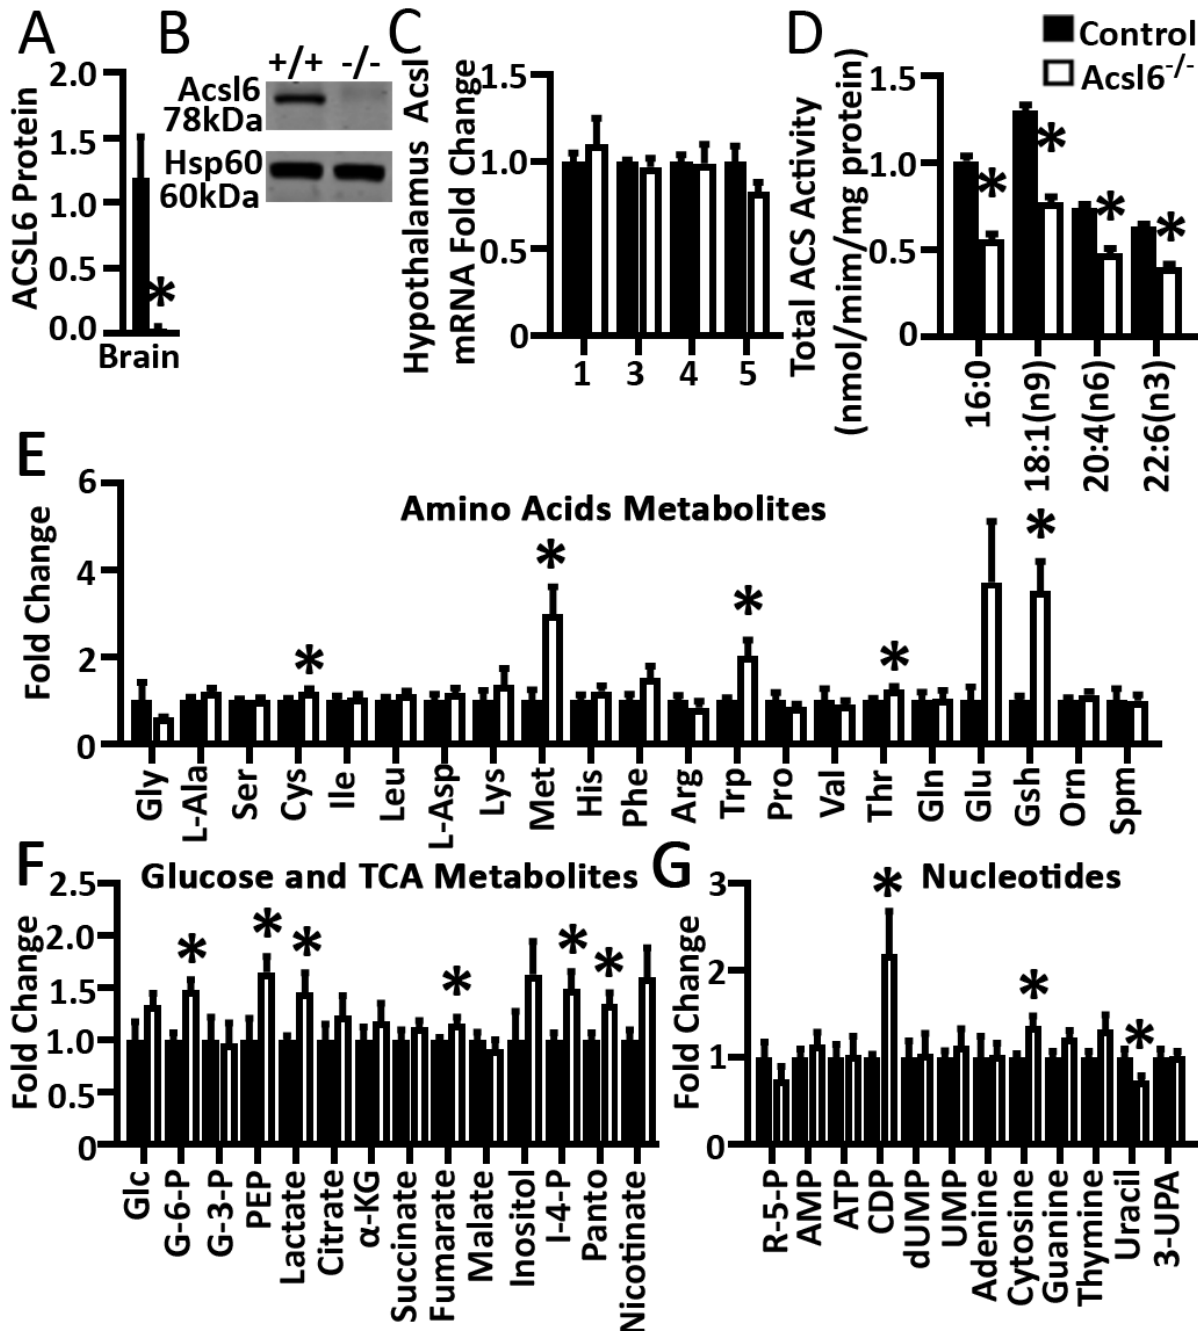 A
ACSL6 Protein
2.0
1.5
1.0
0.5
0.0
*
Brain
B
+/+ -/-
Acsl6
78kDa
Hsp60
60kDa
C
Hypothalamus Acsl
mRNA Fold Change
1.5
1.0
0.5
0
1 3 4 5
D
Control
Acsl6-/-
Total ACS Activity
(nmol/mim/mg protein)
1.5
1.0
0.5
0
* * * *
16:0 18:1(n9) 20:4(n6) 22:6(n3)
E
Amino Acids Metabolites
Fold Change
6
4
2
0
* * * * *
Gly L-Ala Ser Cys Ile Leu L-Asp Lys Met His Phe Arg Trp Pro Val Thr Gln Glu Gsh Orn Spm
F
Glucose and TCA Metabolites
Fold Change
2.5
2.0
1.5
1.0
0.5
0
* * * * * *
Glc G-6-P G-3-P PEP Lactate Citrate α-KG Succinate Fumarate Malate Inositol I-4-P Panto Nicotinate
G
Nucleotides
Fold Change
3
2
1
0
* * *
R-5-P AMP ATP CDP dUMP UMP Adenine Cytosine Guanine Thymine Uracil 3-UPA